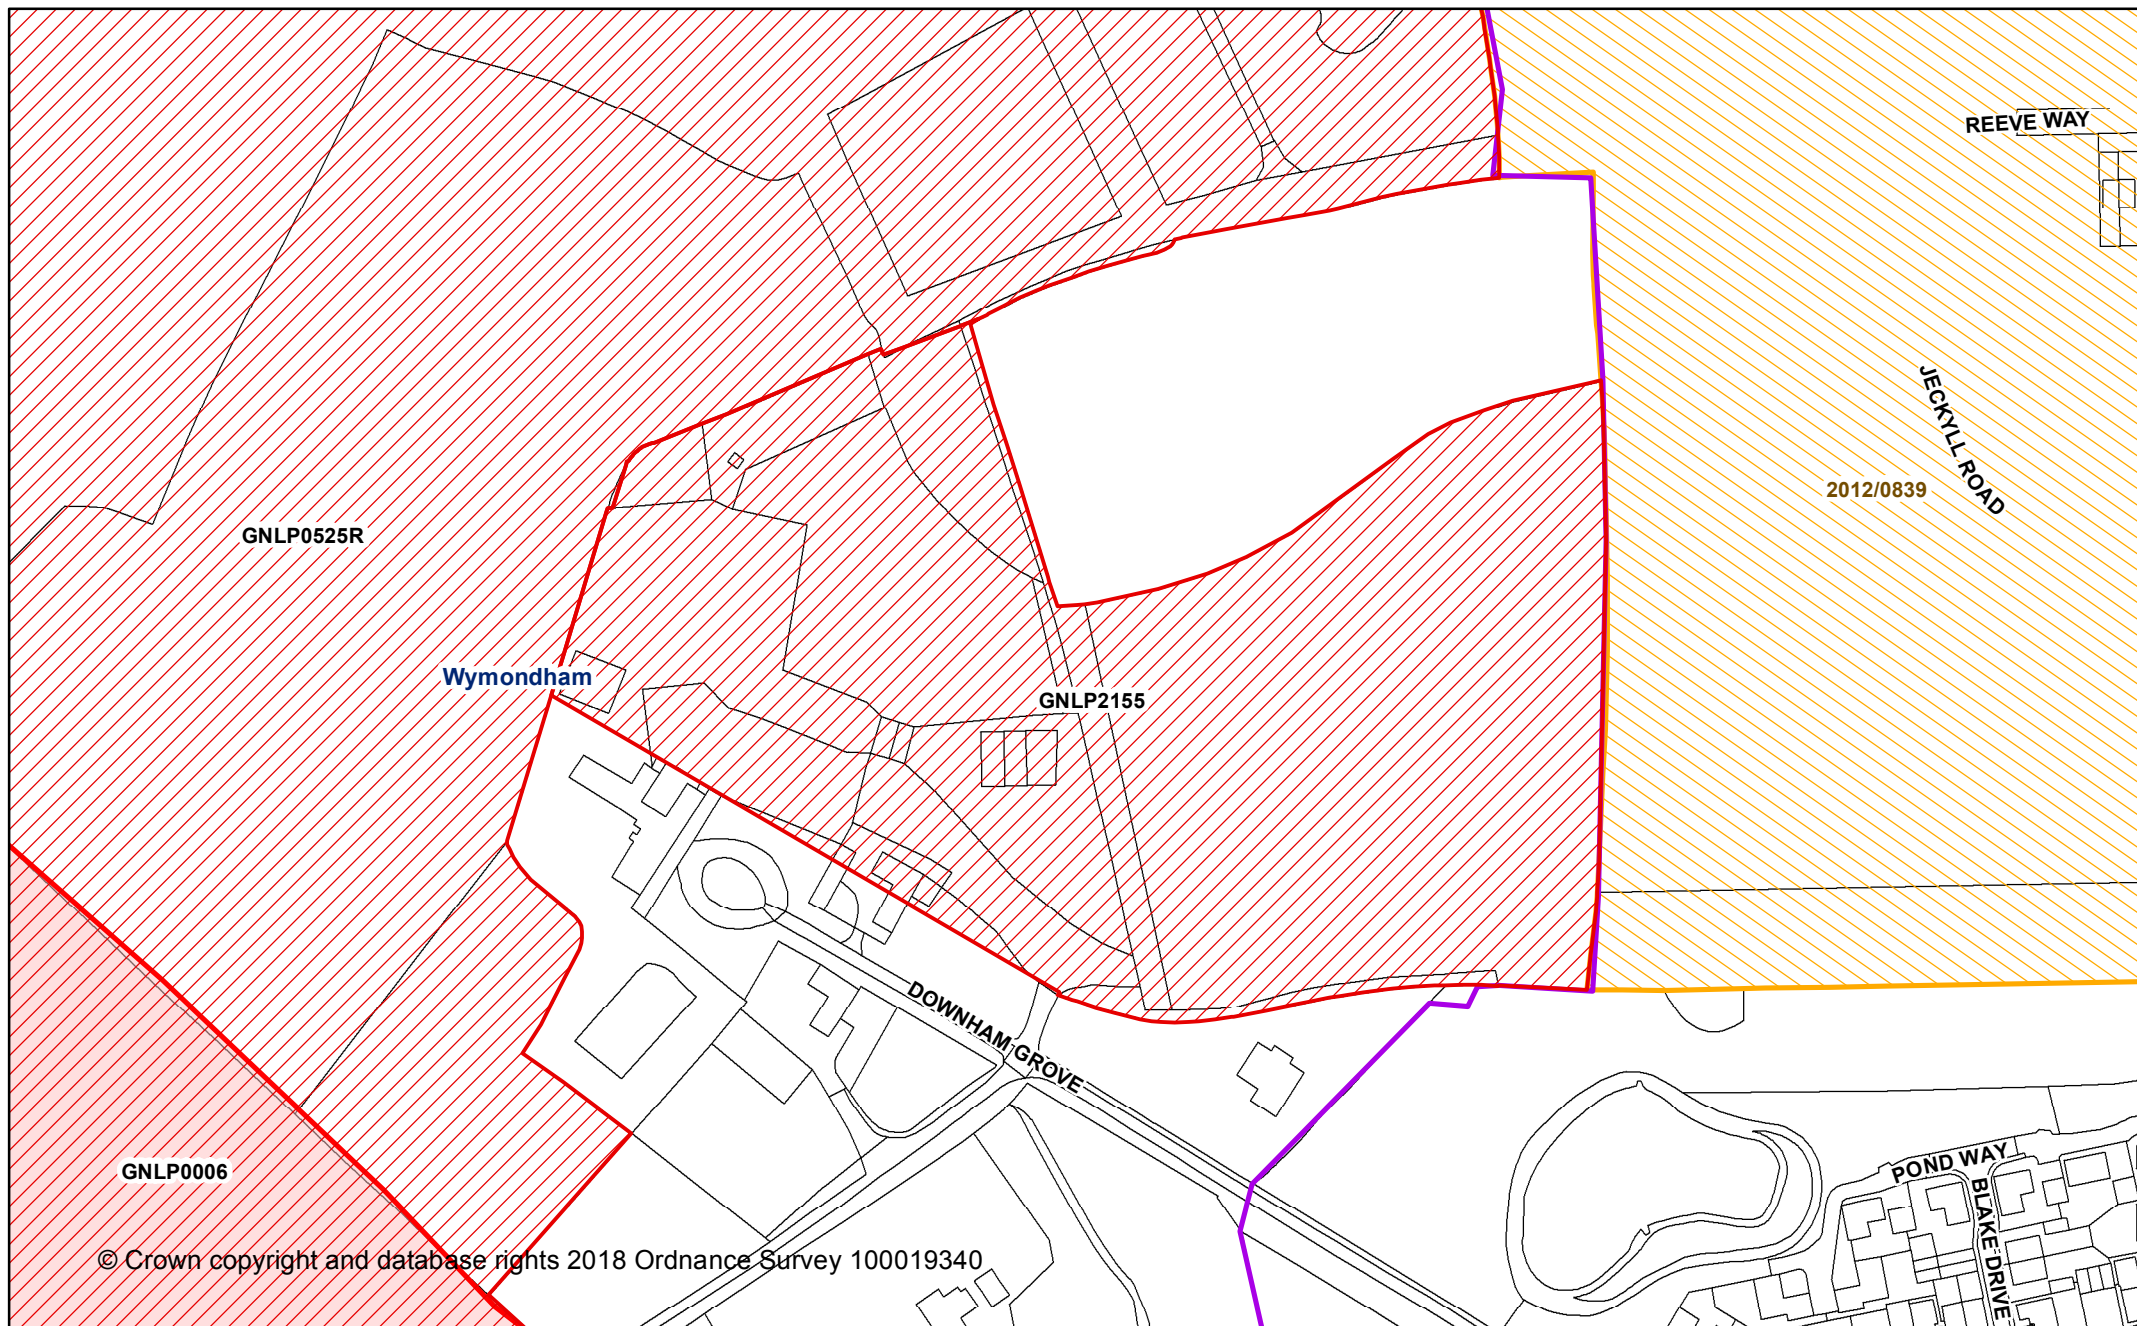 REEVE WAY
JECKYLL ROAD
2012/0839
GNLP0525R
Wymondham
GNLP2155
DOWNHAM GROVE
GNLP0006
POND WAY
BLAKE DRIVE
© Crown copyright and database rights 2018 Ordnance Survey 100019340